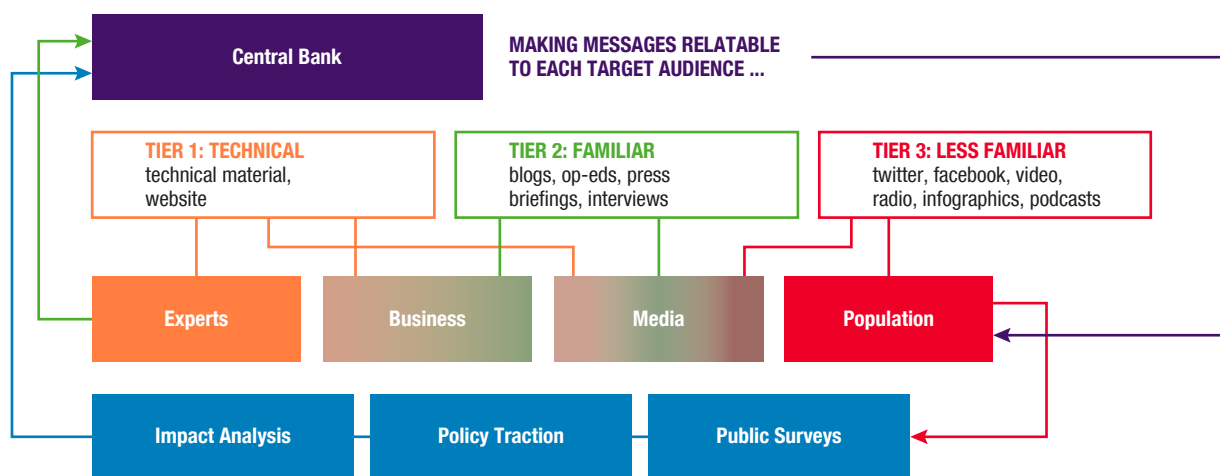 Central Bank
MAKING MESSAGES RELATABLE
TO EACH TARGET AUDIENCE ...
TIER 1: TECHNICAL
technical material,
website
TIER 2: FAMILIAR
blogs, op-eds, press
briefings, interviews
TIER 3: LESS FAMILIAR
twitter, facebook, video,
radio, infographics, podcasts
Experts
Business
Media
Population
Impact Analysis
Policy Traction
Public Surveys